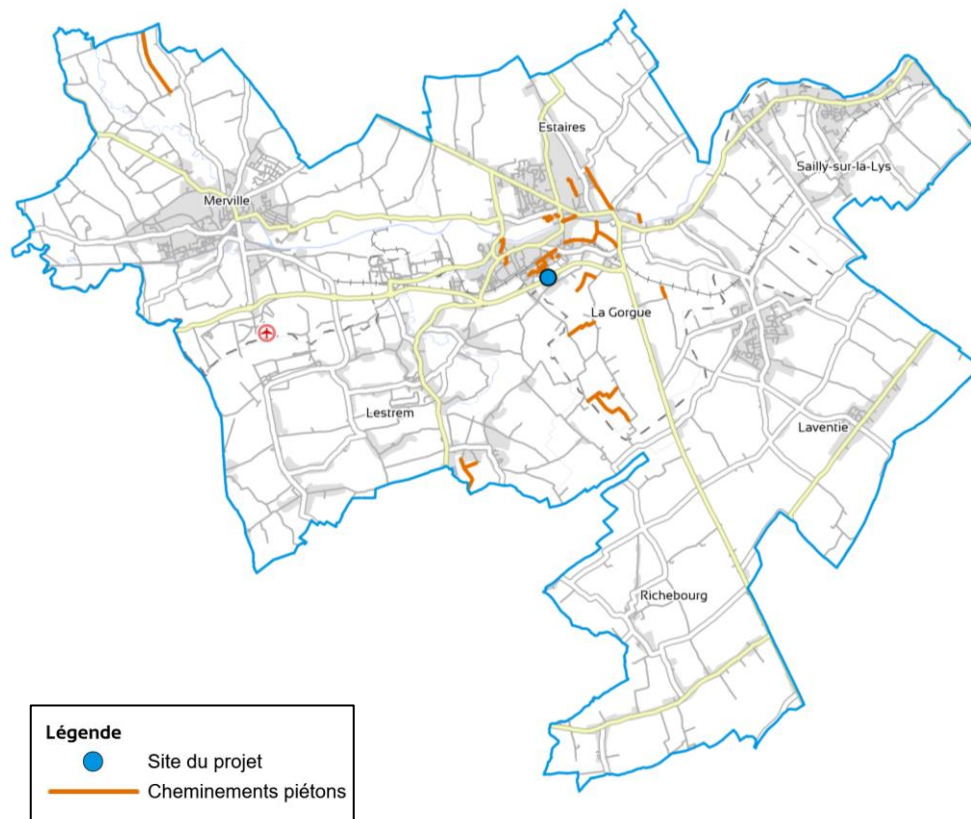 Estaires
Sailly-sur-la-Lys
Merville
La Gorgue
Lestrem
Laventie
Richebourg
Légende
Site du projet
Cheminements piétons